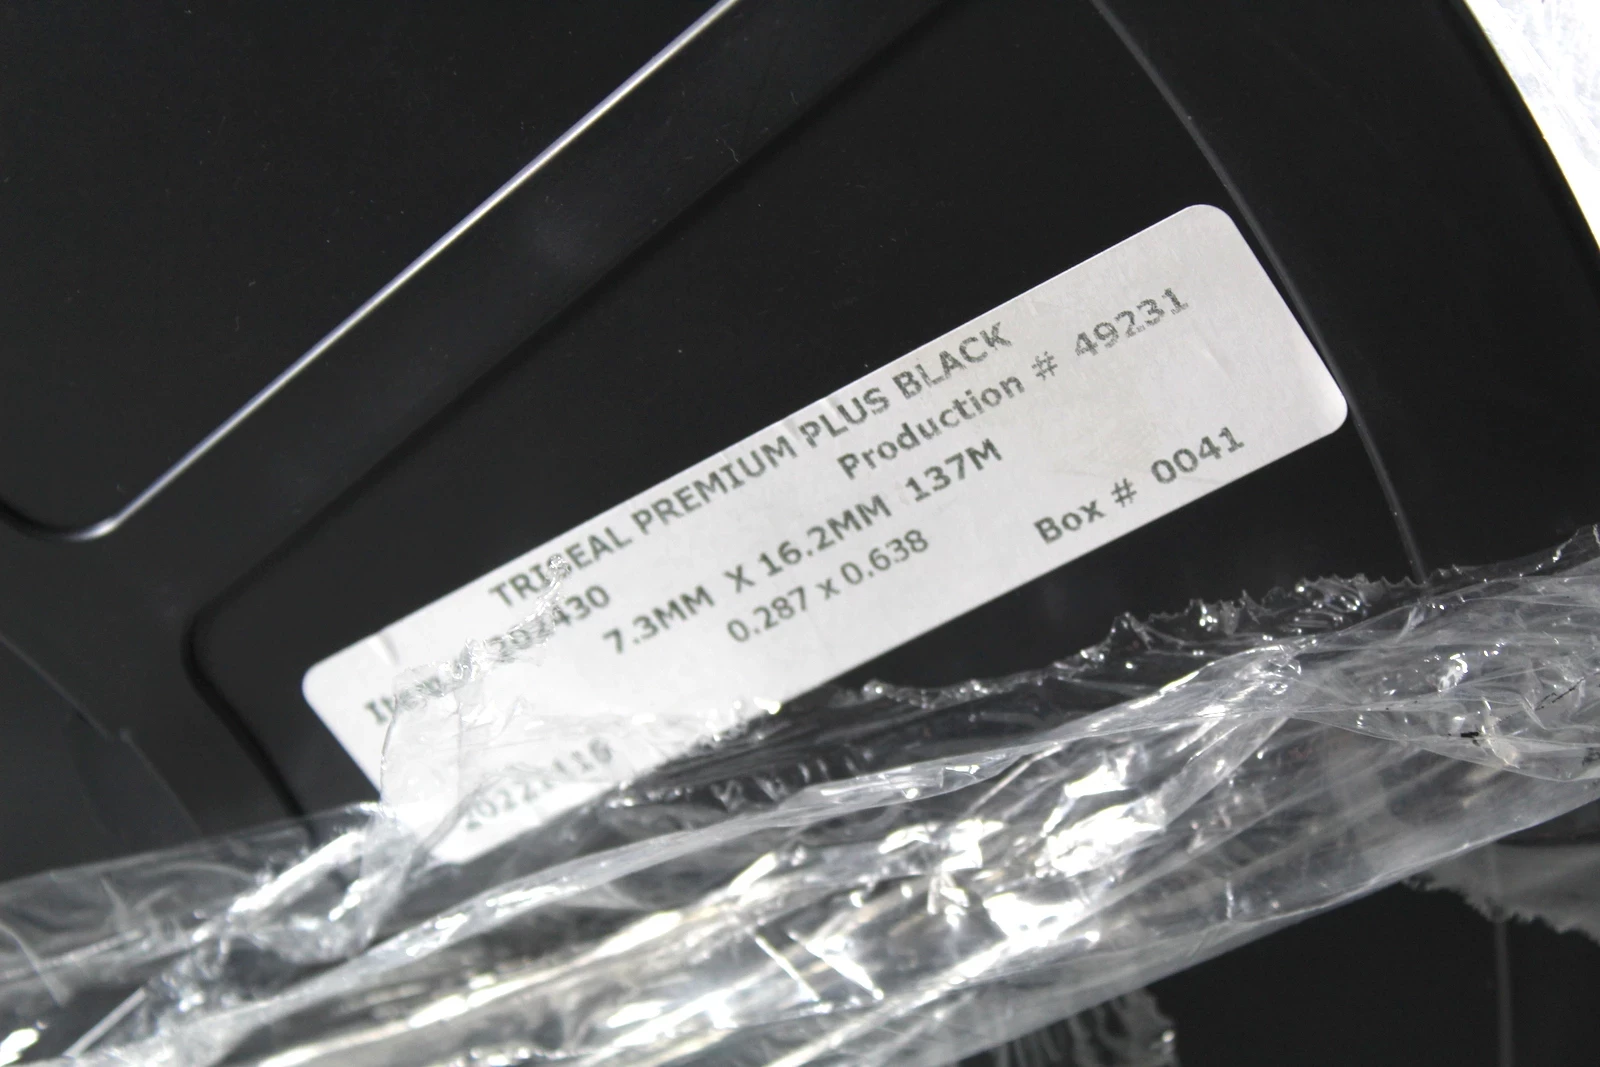 TRISEAL PREMIUM PLUS BLACK
Production # 49231
7.3MM X 16.2MM 137M
0.287 x 0.638
Box # 0041